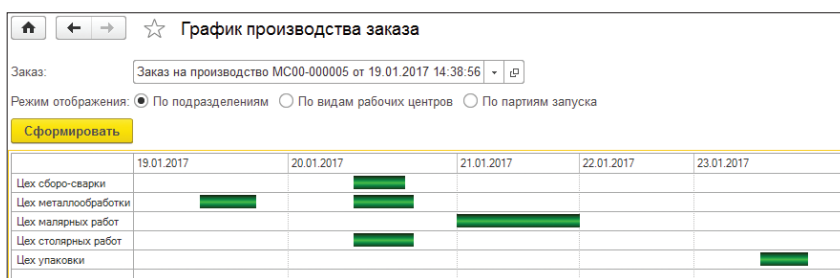 График производства заказа
Заказ: Заказ на производство МС00-000005 от 19.01.2017 14:38:56
Режим отображения: По подразделениям По видам рабочих центров По партиям запуска
Сформировать
19.01.2017 20.01.2017 21.01.2017 22.01.2017 23.01.2017
Цех сборо-сварки
Цех металлообработки
Цех малярных работ
Цех столярных работ
Цех упаковки